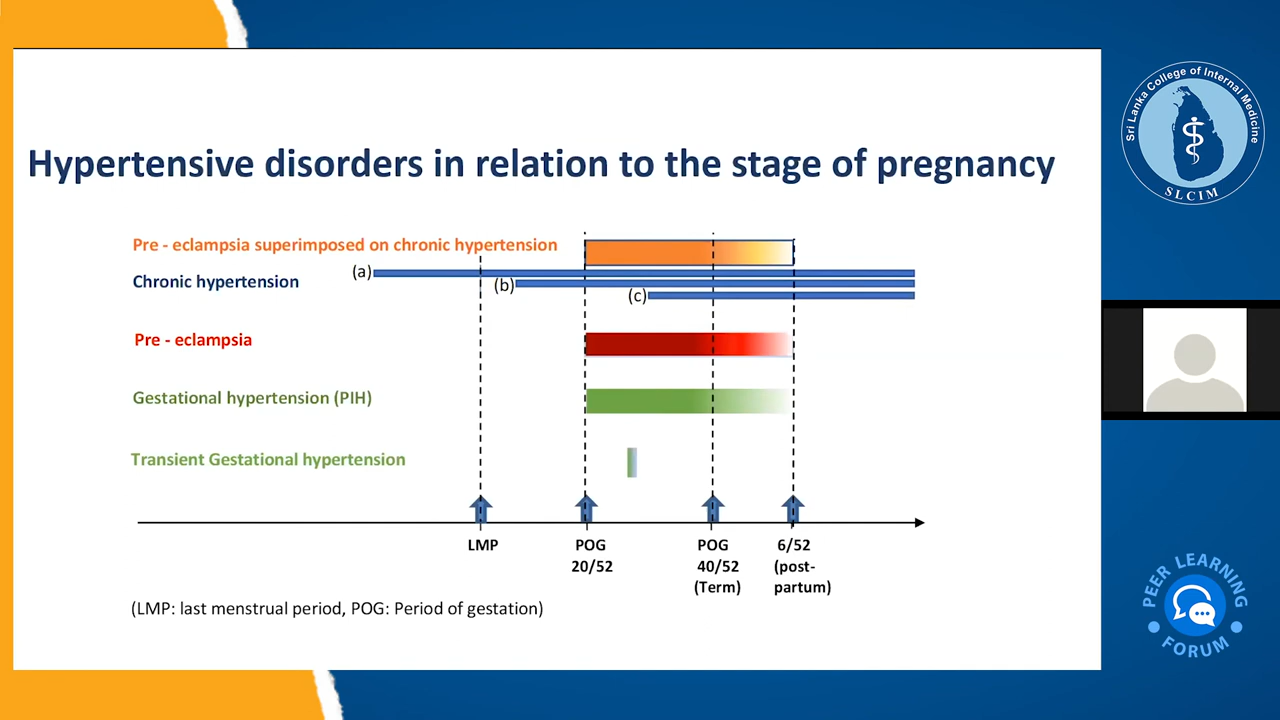 Hypertensive disorders in relation to the stage of pregnancy
Pre - eclampsia superimposed on chronic hypertension
(a)
Chronic hypertension
(b)
(c)
Pre - eclampsia
Gestational hypertension (PIH)
Transient Gestational hypertension
LMP
POG
20/52
POG
40/52
(Term)
6/52
(post-
partum)
(LMP: last menstrual period, POG: Period of gestation)
Sri Lanka College of Internal Medicine
SLCIM
PEER LEARNING
FORUM